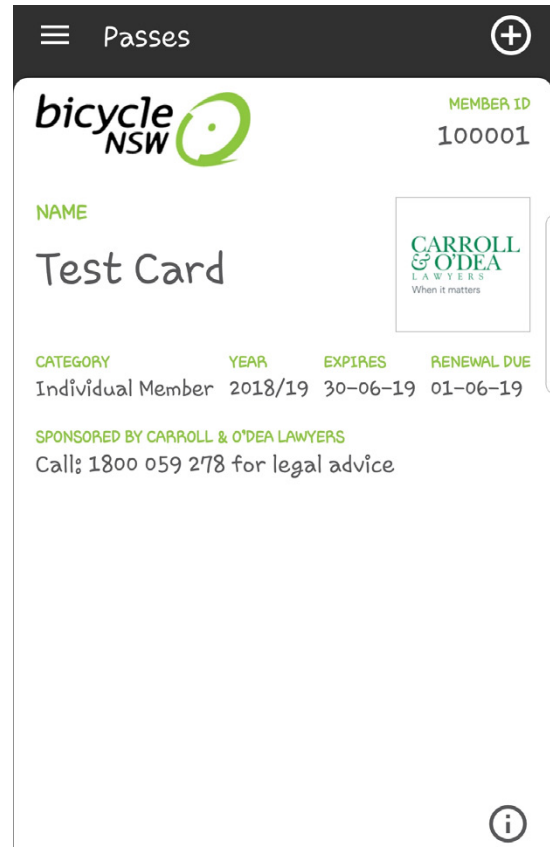 Passes
bicycle
NSW
MEMBER ID
100001
NAME
Test Card
CARROLL
& O'DEA
LAWYERS
When it matters
CATEGORY YEAR EXPIRES RENEWAL DUE
Individual Member 2018/19 30-06-19 01-06-19
SPONSORED BY CARROLL & O'DEA LAWYERS
Call: 1800 059 278 for legal advice